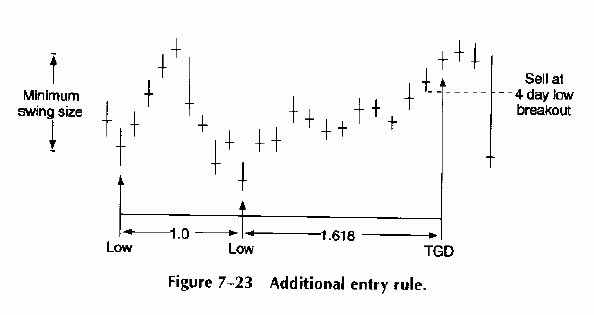 Minimum
swing size
Sell at
4 day low
breakout
1.0
1.618
Low
Low
TGD
Figure 7–23 Additional entry rule.